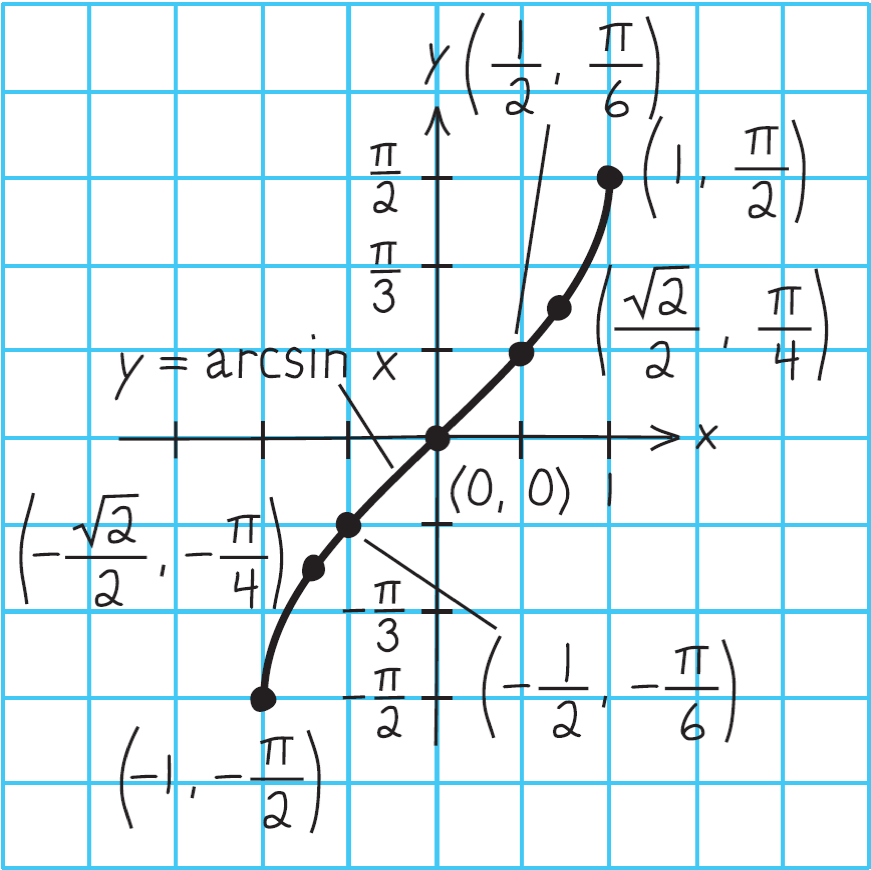 y
(1/2, π/6)
π/2
(1, π/2)
π/3
(√2/2, π/4)
y = arcsin x
x
(0, 0)
1
(-√2/2, -π/4)
-π/3
(-1/2, -π/6)
-π/2
(-1, -π/2)